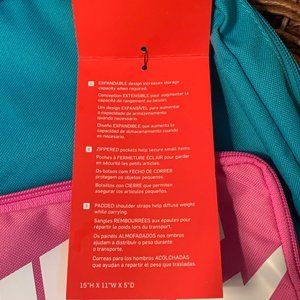 1 EXPANDABLE design increases storage
capacity when required.
Conception EXTENSIBLE pour augmenter la
capacité de rangement au besoin.
Um design EXPANSÍVEL para aumentar
a capacidade de armazenamento
quando necessário.
Diseño EXPANDIBLE que aumenta la
capacidad de almacenamiento cuando
es necesario.
2 ZIPPERED pockets help secure small items.
Poches à FERMETURE ÉCLAIR pour garder
en sécurité les petits articles.
Os bolsos com FECHO DE CORRER
protegem os objetos pequenos.
Bolsillos con CIERRE que permiten
asegurar los artículos pequeños.
3 PADDED shoulder straps help diffuse weight
while carrying.
Sangles REMBOURRÉES aux épaules pour
répartir le poids lors du transport.
Os painéis ALMOFADADOS nos ombros
ajudam a distribuir o peso durante
o transporte.
Correas para los hombros ACOLCHADAS
que ayudan a repartir el peso que trasladas.
15"H X 11"W X 5"D